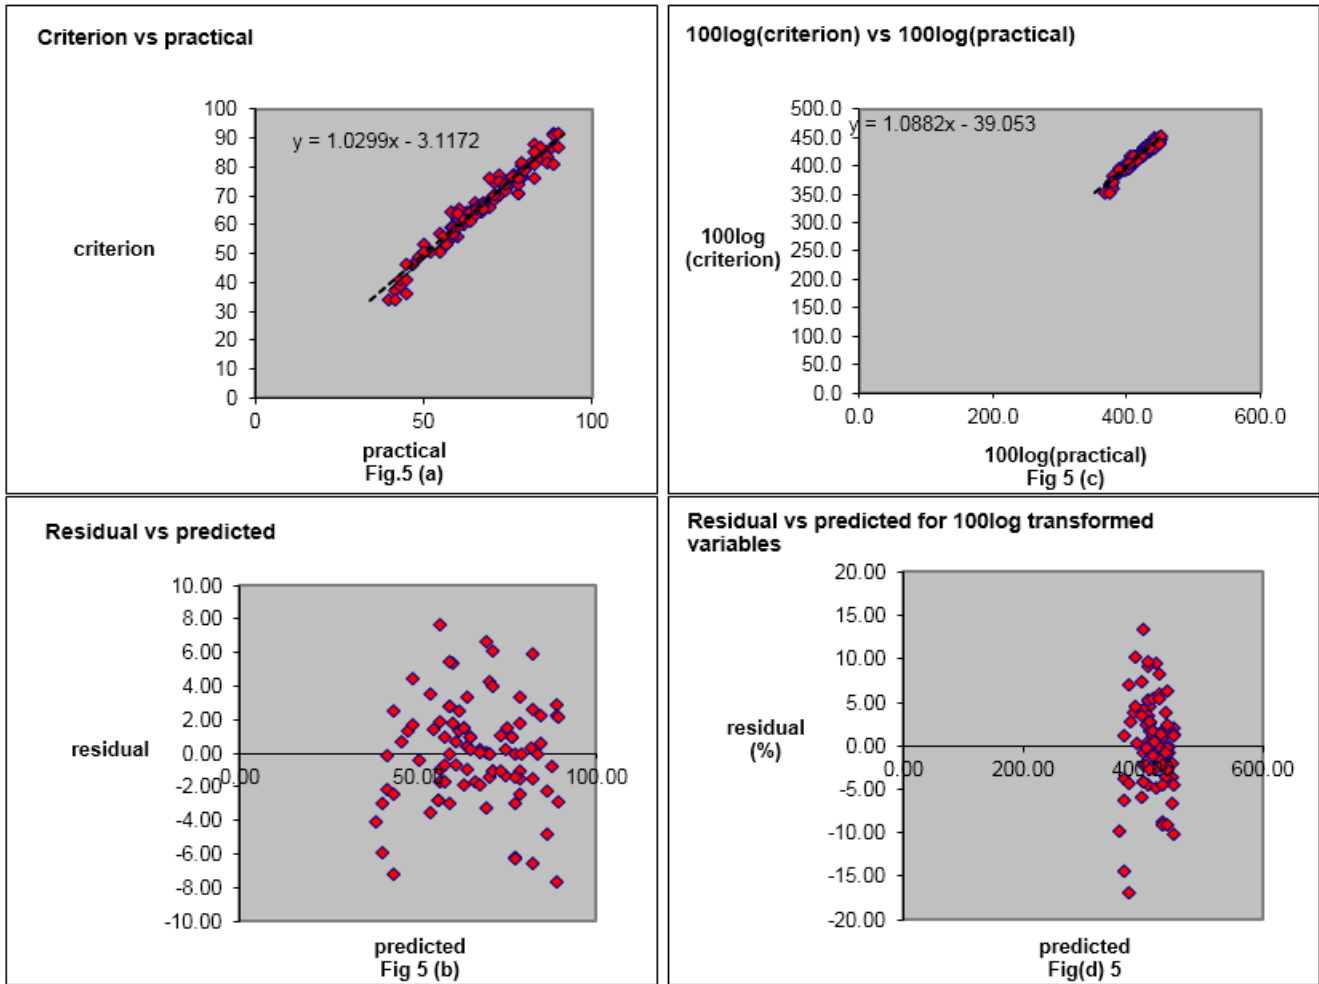 Criterion vs practical
100
90
80
70
60
50
40
30
20
10
0
y = 1.0299x - 3.1172
criterion
0 50 100
practical
Fig.5 (a)
100log(criterion) vs 100log(practical)
500.0
450.0
400.0
350.0
300.0
250.0
200.0
150.0
100.0
50.0
0.0
y = 1.0882x - 39.053
100log
(criterion)
0.0 200.0 400.0 600.0
100log(practical)
Fig 5 (c)
Residual vs predicted
10.00
8.00
6.00
4.00
2.00
0.00
-2.00
-4.00
-6.00
-8.00
-10.00
residual
0.00 50.00 100.00
predicted
Fig 5 (b)
Residual vs predicted for 100log transformed
variables
20.00
15.00
10.00
5.00
0.00
-5.00
-10.00
-15.00
-20.00
residual
(%)
0.00 200.00 400.00 600.00
predicted
Fig(d) 5